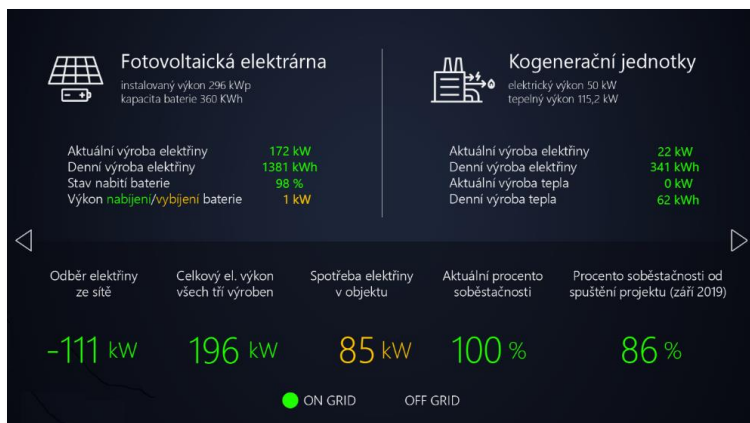 Fotovoltaická elektrárna
instalovaný výkon 296 kWp
kapacita baterie 360 KWh
Aktuální výroba elektřiny 172 kW
Denní výroba elektřiny 1381 kWh
Stav nabití baterie 98 %
Výkon nabíjení/vybíjení baterie 1 kW
Kogenerační jednotky
elektrický výkon 50 kW
tepelný výkon 115,2 kW
Aktuální výroba elektřiny 22 kW
Denní výroba elektřiny 341 kWh
Aktuální výroba tepla 0 kW
Denní výroba tepla 62 kWh
Odběr elektřiny
ze sítě
-111 kW
Celkový el. výkon
všech tří výroben
196 kW
Spotřeba elektřiny
v objektu
85 kW
Aktuální procento
soběstačnosti
100 %
Procento soběstačnosti od
spuštění projektu (září 2019)
86 %
ON GRID OFF GRID